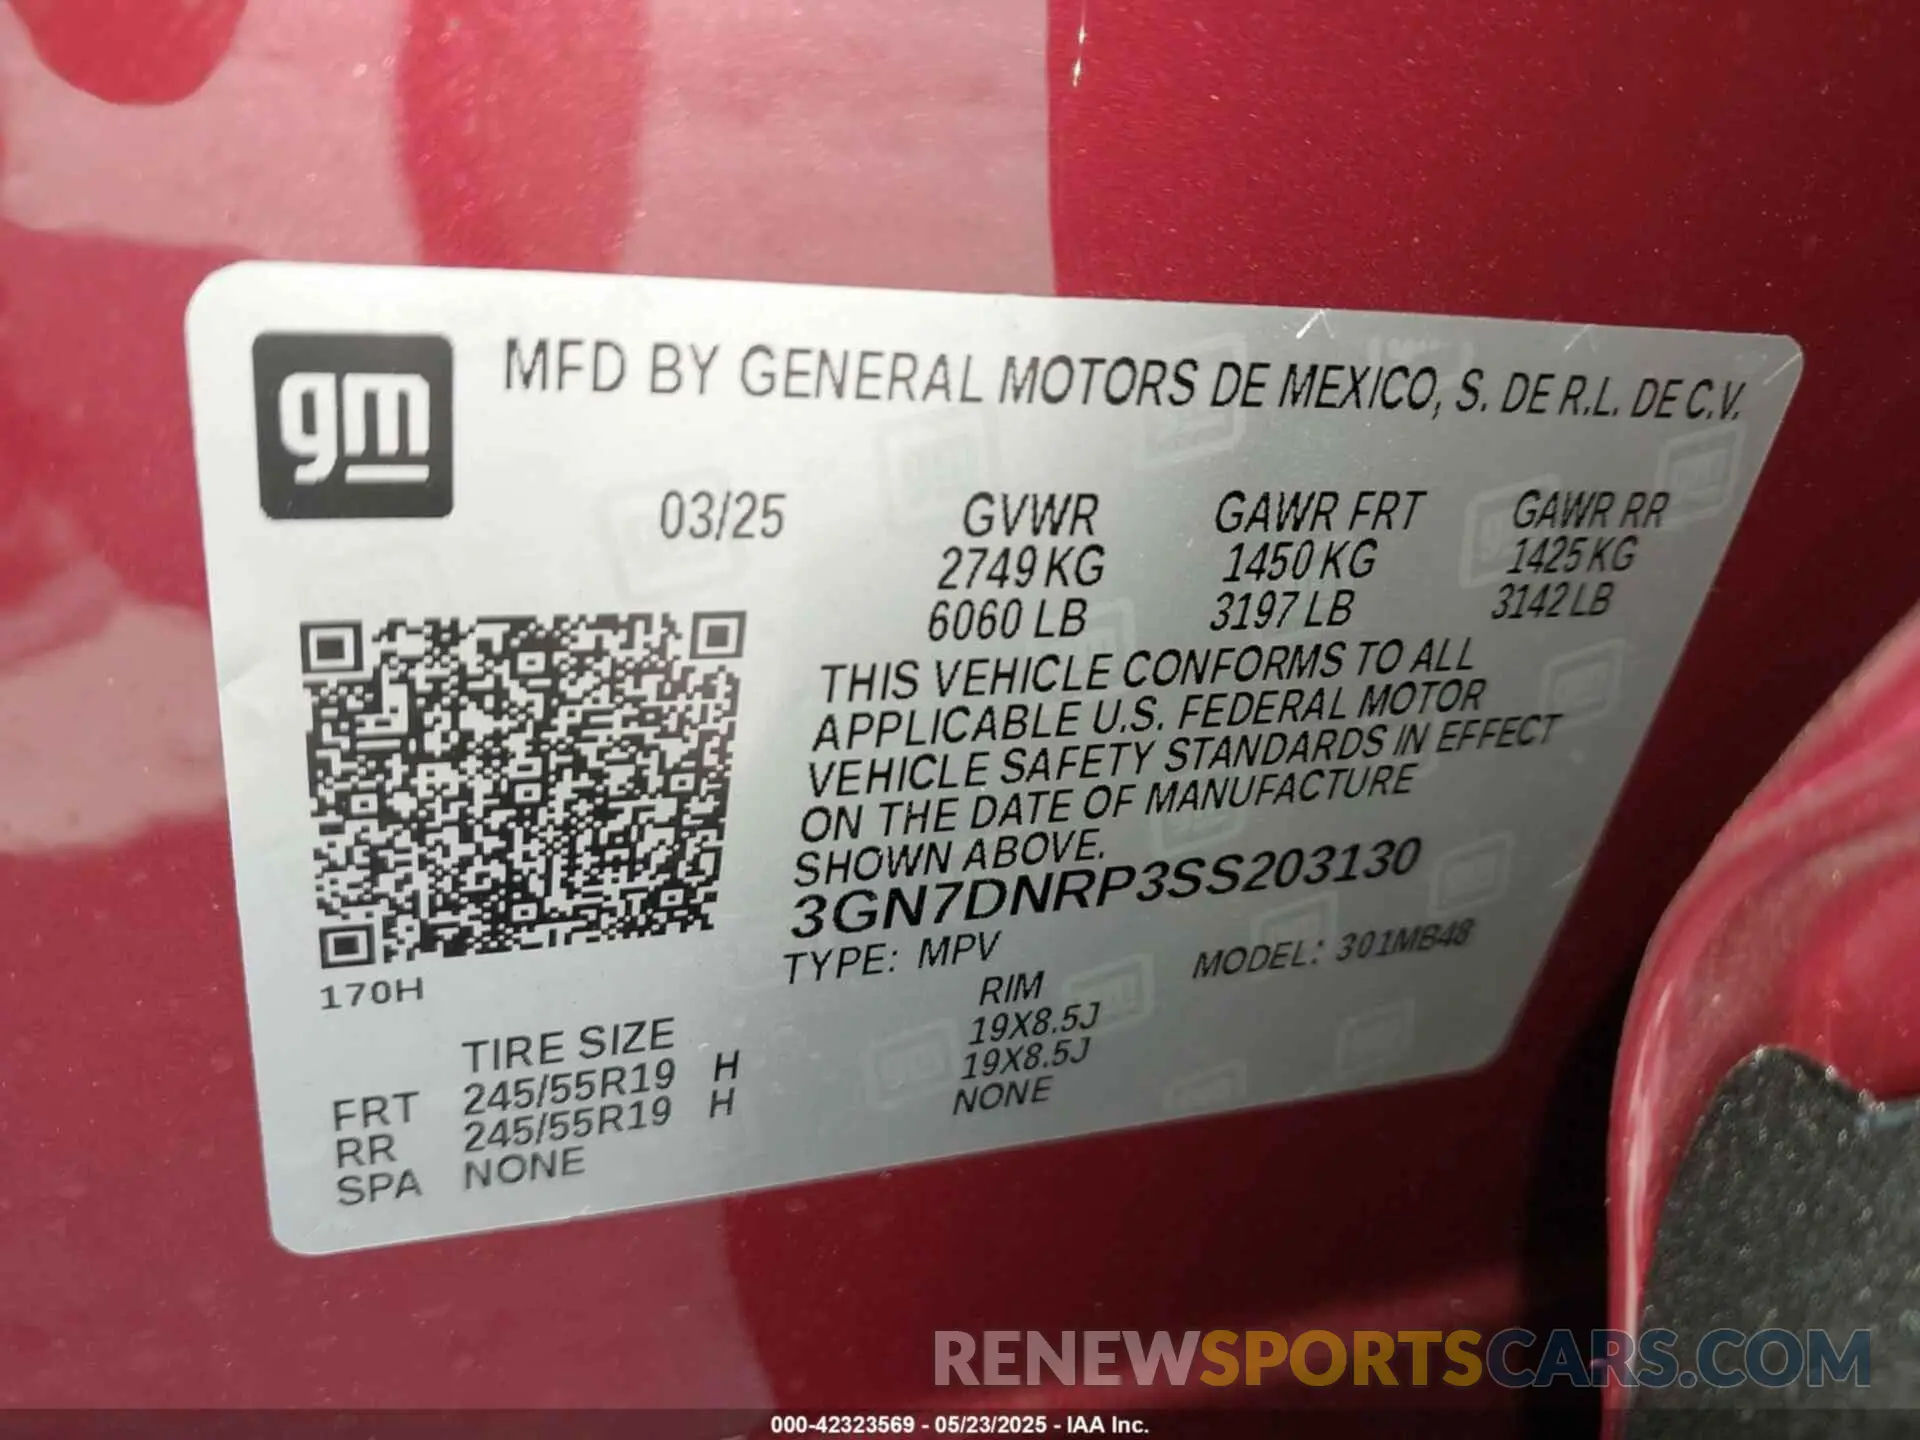 gm
MFD BY GENERAL MOTORS DE MEXICO, S. DE R.L. DE C.V.
03/25 GVWR GAWR FRT GAWR RR
2749 KG 1450 KG 1425 KG
6060 LB 3197 LB 3142 LB
THIS VEHICLE CONFORMS TO ALL
APPLICABLE U.S. FEDERAL MOTOR
VEHICLE SAFETY STANDARDS IN EFFECT
ON THE DATE OF MANUFACTURE
SHOWN ABOVE.
3GN7DNRP3SS203130
TYPE: MPV MODEL: 301MB48
170H
TIRE SIZE RIM
FRT 245/55R19 H 19X8.5J
RR 245/55R19 H 19X8.5J
SPA NONE NONE
RENEWSPORTSCARS.COM
000-42323569 - 05/23/2025 - IAA Inc.